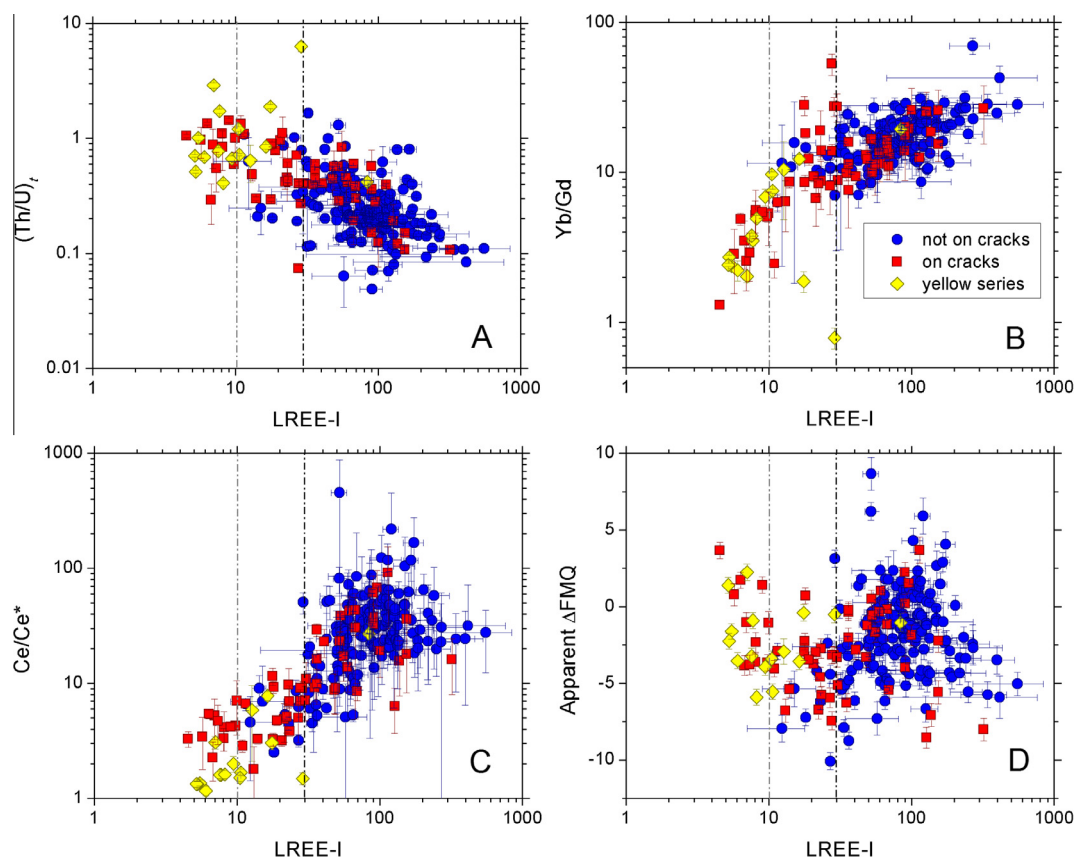 10
1
0.1
0.01
(Th/U)t
A
1
10
100
1000
LREE-I
100
10
1
Yb/Gd
not on cracks
on cracks
yellow series
B
1
10
100
1000
LREE-I
1000
100
10
1
Ce/Ce*
C
1
10
100
1000
LREE-I
10
5
0
-5
-10
Apparent ΔFMQ
D
1
10
100
1000
LREE-I